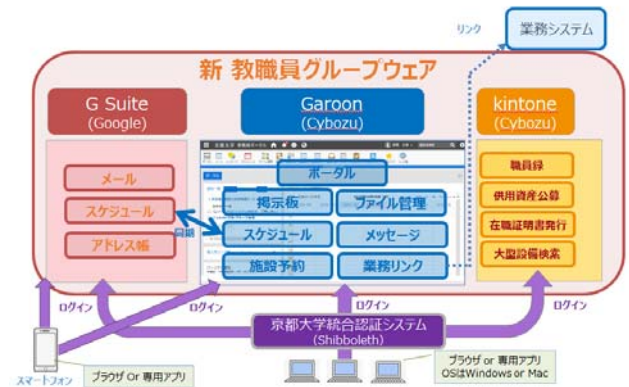 リンク
業務システム
新 教職員グループウェア
G Suite
(Google)
Garoon
(Cybozu)
kintone
(Cybozu)
ポータル
メール
スケジュール
アドレス帳
同期
掲示板
ファイル管理
スケジュール
メッセージ
施設予約
業務リンク
職員録
供用資産公募
在職証明書発行
大型設備検索
ログイン
ログイン
ログイン
ログイン
京都大学統合認証システム
(Shibboleth)
スマートフォン
ブラウザ Or 専用アプリ
ブラウザ or 専用アプリ
OSはWindows or Mac